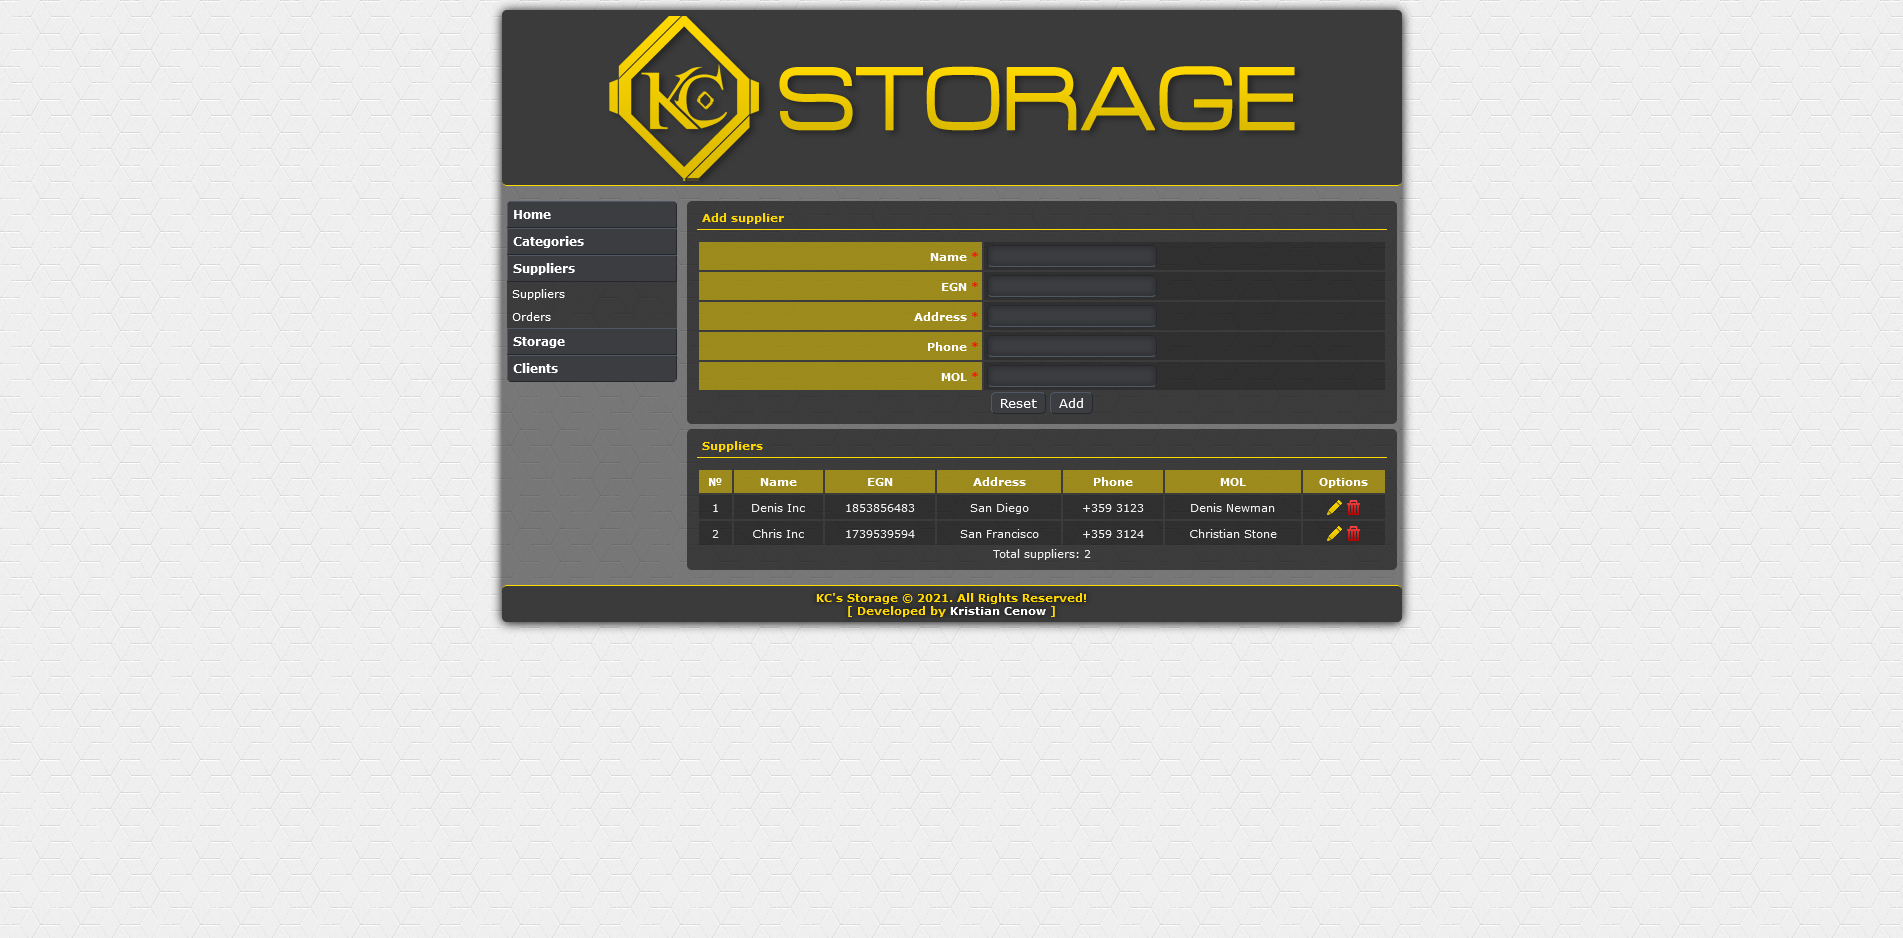 KC STORAGE
Home
Categories
Suppliers
Suppliers
Orders
Storage
Clients
Add supplier
Name *
EGN *
Address *
Phone *
MOL *
Reset Add
Suppliers
№ Name EGN Address Phone MOL Options
1 Denis Inc 1853856483 San Diego +359 3123 Denis Newman
2 Chris Inc 1739539594 San Francisco +359 3124 Christian Stone
Total suppliers: 2
KC's Storage © 2021. All Rights Reserved!
[ Developed by Kristian Cenow ]